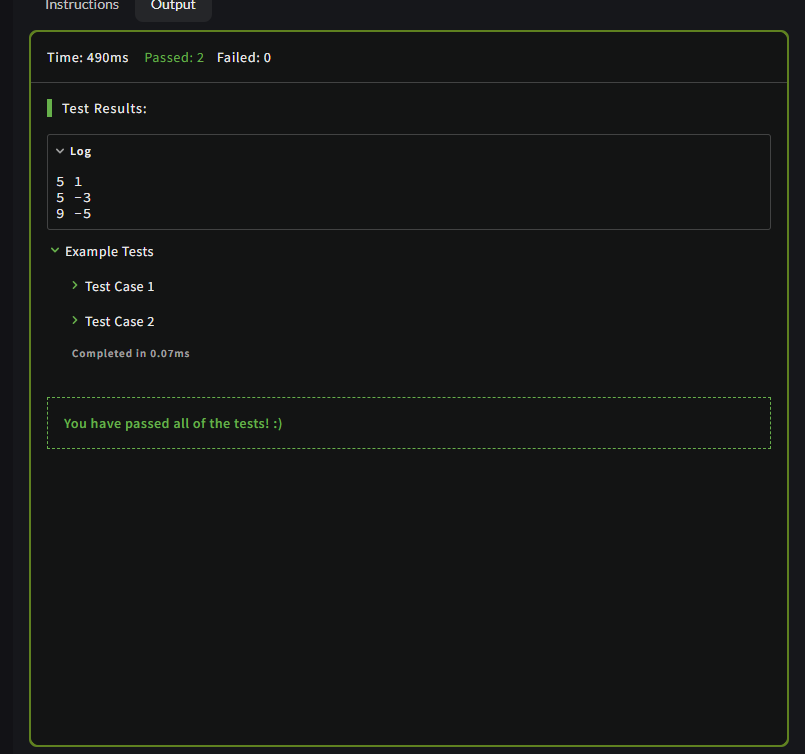 Instructions Output
Time: 490ms Passed: 2 Failed: 0
Test Results:
Log
5 1
5 -3
9 -5
Example Tests
Test Case 1
Test Case 2
Completed in 0.07ms
You have passed all of the tests! :)